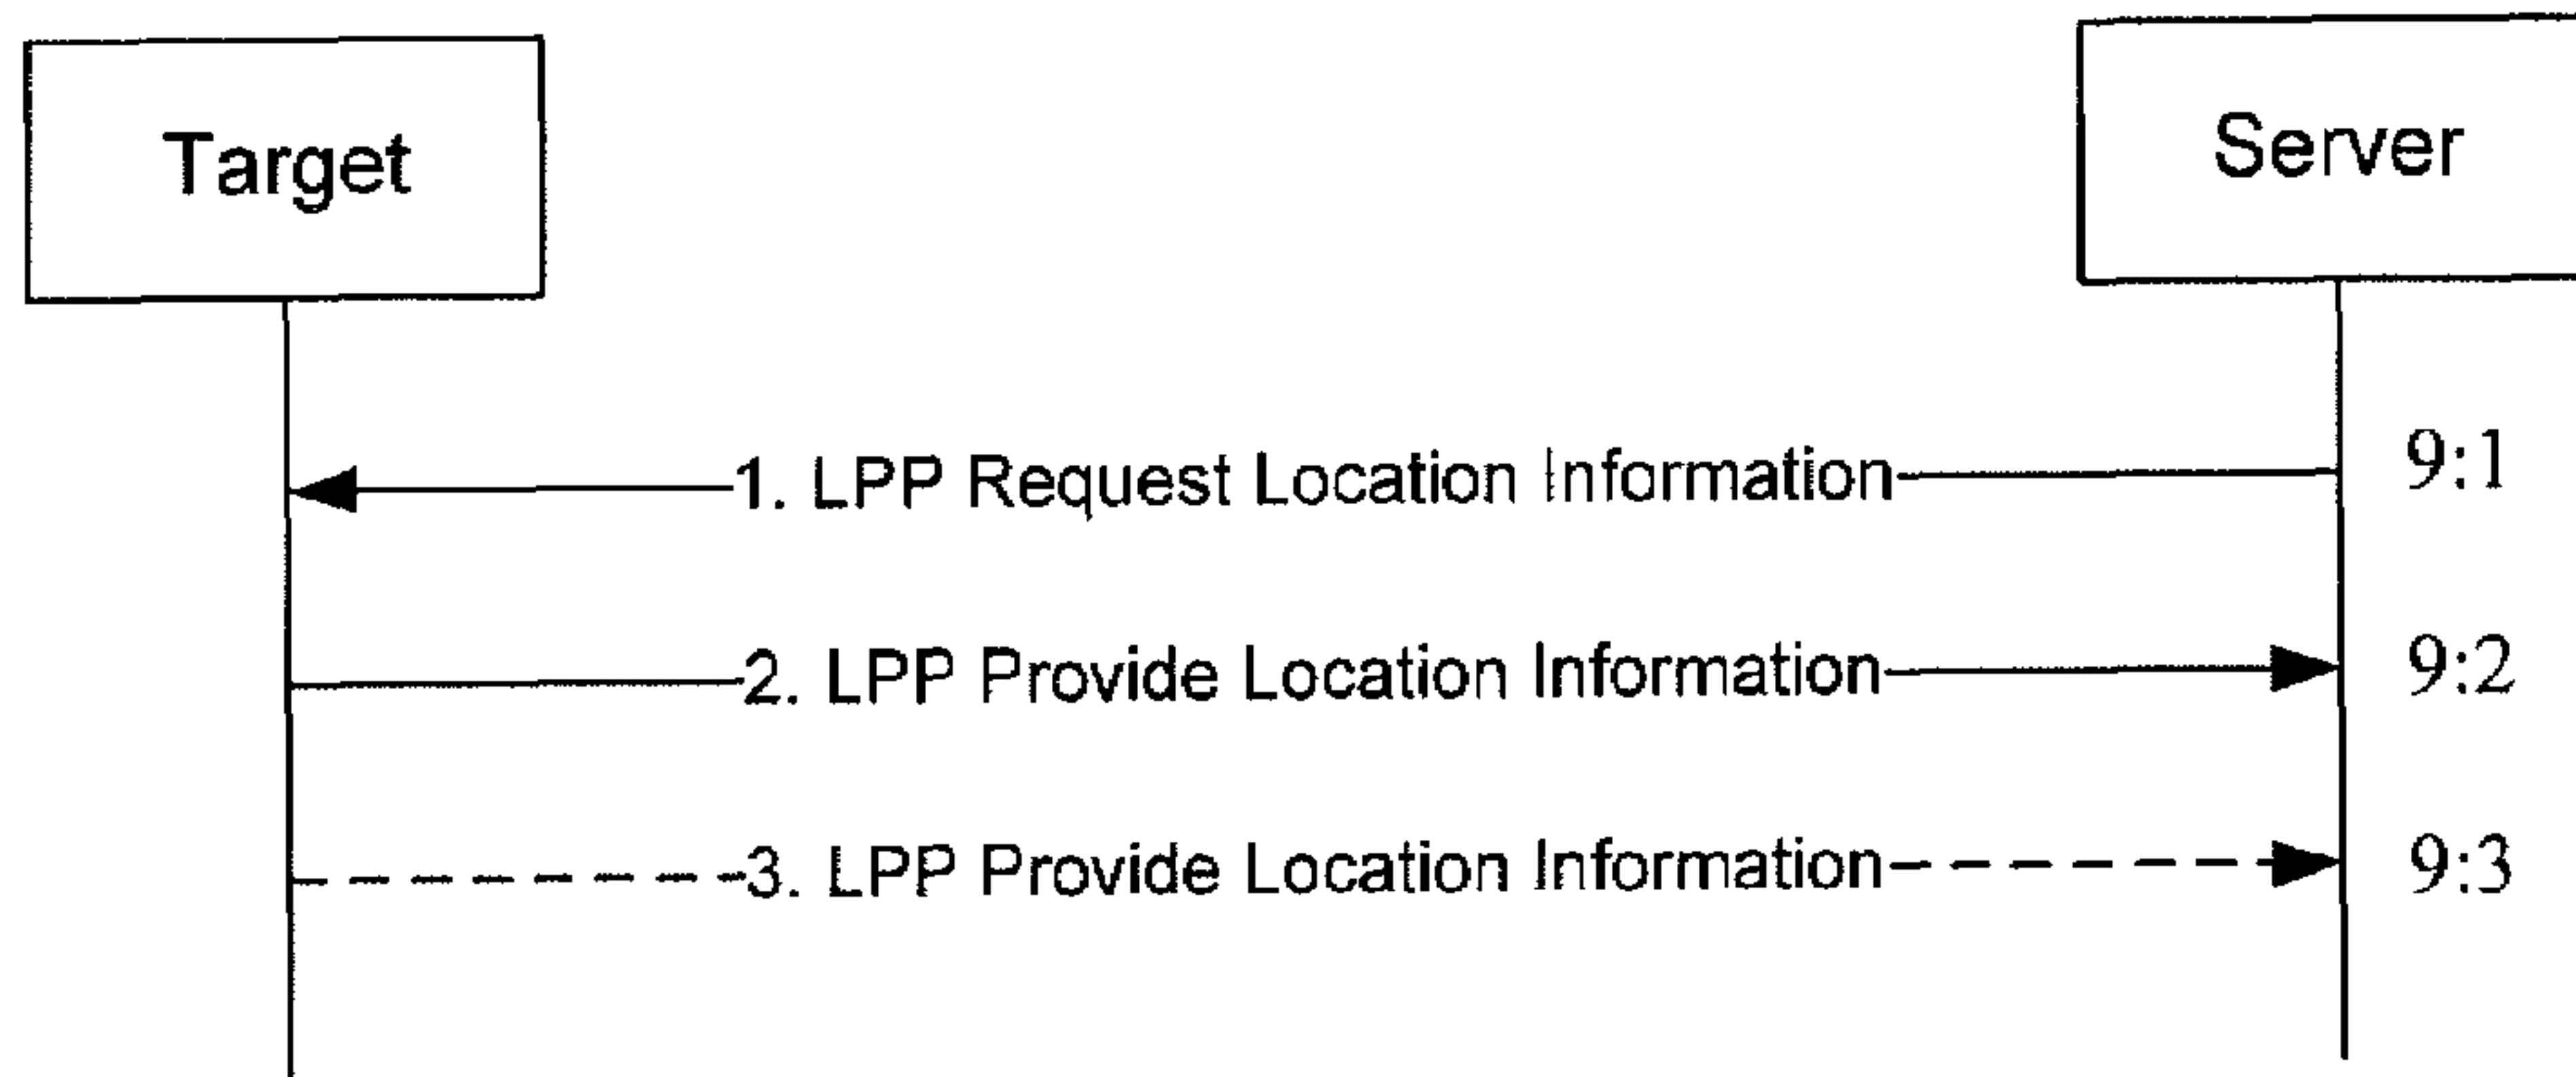 Target
Server
1. LPP Request Location Information
9:1
2. LPP Provide Location Information
9:2
3. LPP Provide Location Information
9:3